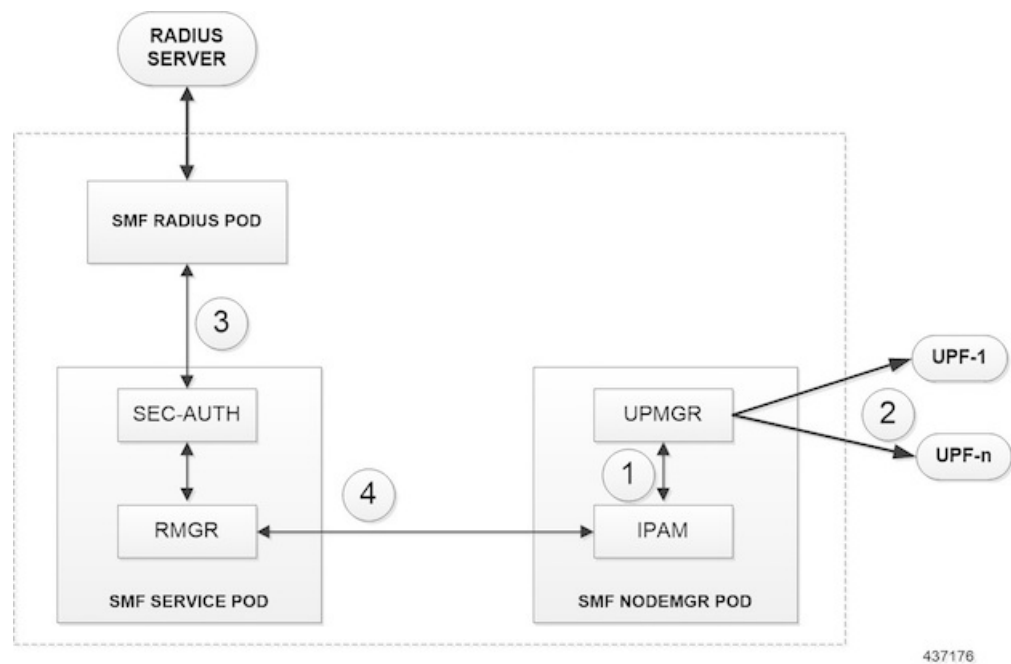 RADIUS
SERVER
SMF RADIUS POD
3
SEC-AUTH
UPMGR
UPF-1
2
UPF-n
1
4
RMGR
IPAM
SMF SERVICE POD
SMF NODEMGR POD
437176